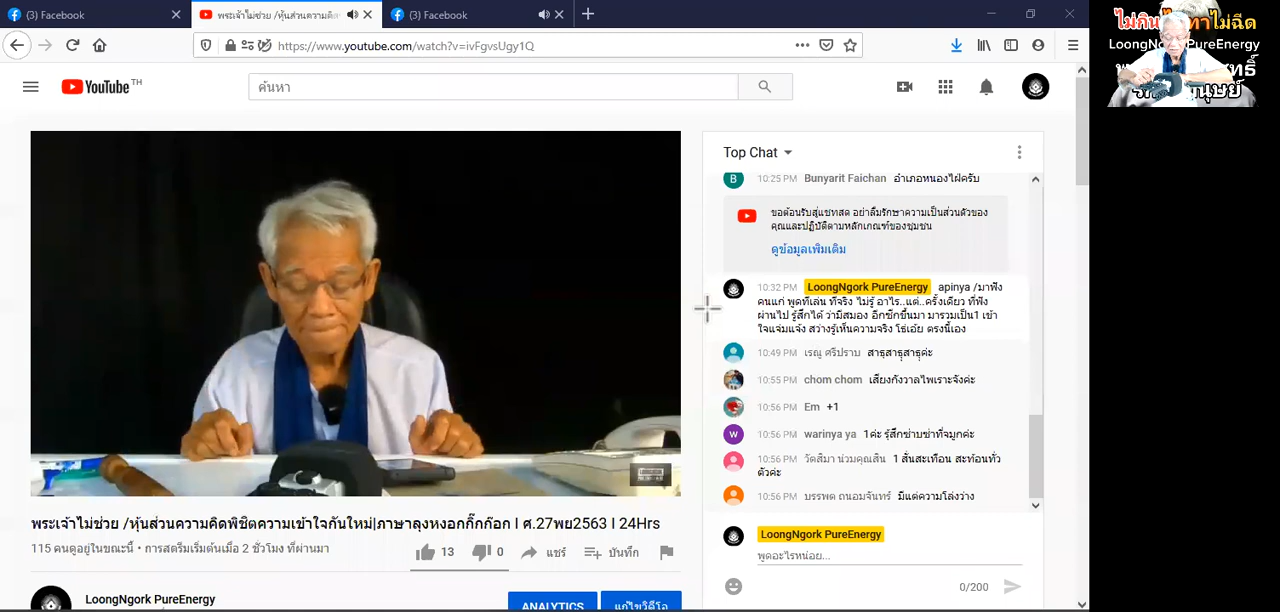 (3) Facebook
พระเจ้าไม่ช่วย /หุ้นส่วนความคิด
(3) Facebook
https://www.youtube.com/watch?v=ivFgvsUgy1Q
YouTube TH
ค้นหา
Top Chat
10:25 PM Bunyarit Faichan อำเภอหนองไผ่ครับ
ขอต้อนรับสู่แชทสด อย่าลืมรักษาความเป็นส่วนตัวของ
คุณและปฏิบัติตามหลักเกณฑ์ของชุมชน
ดูข้อมูลเพิ่มเติม
10:32 PM LoongNgork PureEnergy apinya /มาฟัง
คนแก่ พูดทีเล่น ทีจริง ไม่รู้ อาไร..แต่..ครั้งเดียว ที่ฟัง
ผ่านไป รู้สึกได้ ว่ามีสมอง อีกซีกขึ้นมา มารวมเป็น1 เข้า
ใจแจ่มแจ้ง สว่างรู้เห็นความจริง โธ่เอ๋ย ตรงนี้เอง
10:49 PM เรณู ศรีปราบ สาธุสาธุสาธุค่ะ
10:55 PM chom chom เสียงกังวาลไพเราะจังค่ะ
10:56 PM Em +1
W 10:56 PM warinya ya 1ค่ะ รู้สึกซ่าบซ่าที่จมูกค่ะ
10:56 PM วัดสิมา น่วมคุณสิน 1 สั่นสะเทือน สะท้อนทั่ว
ตัวค่ะ
10:56 PM บรรพต ถนอมจันทร์ มีแต่ความโล่งว่าง
LoongNgork PureEnergy
พูดอะไรหน่อย...
0/200
พระเจ้าไม่ช่วย /หุ้นส่วนความคิดพิชิตความเข้าใจกันใหม่|ภาษาลุงหงอกกิ๊กก๊อก l ศ.27พย2563 l 24Hrs
115 คนดูอยู่ในขณะนี้ • การสตรีมเริ่มต้นเมื่อ 2 ชั่วโมง ที่ผ่านมา
13 0 แชร์ บันทึก
LoongNgork PureEnergy
ANALYTICS แก้ไขวิดีโอ